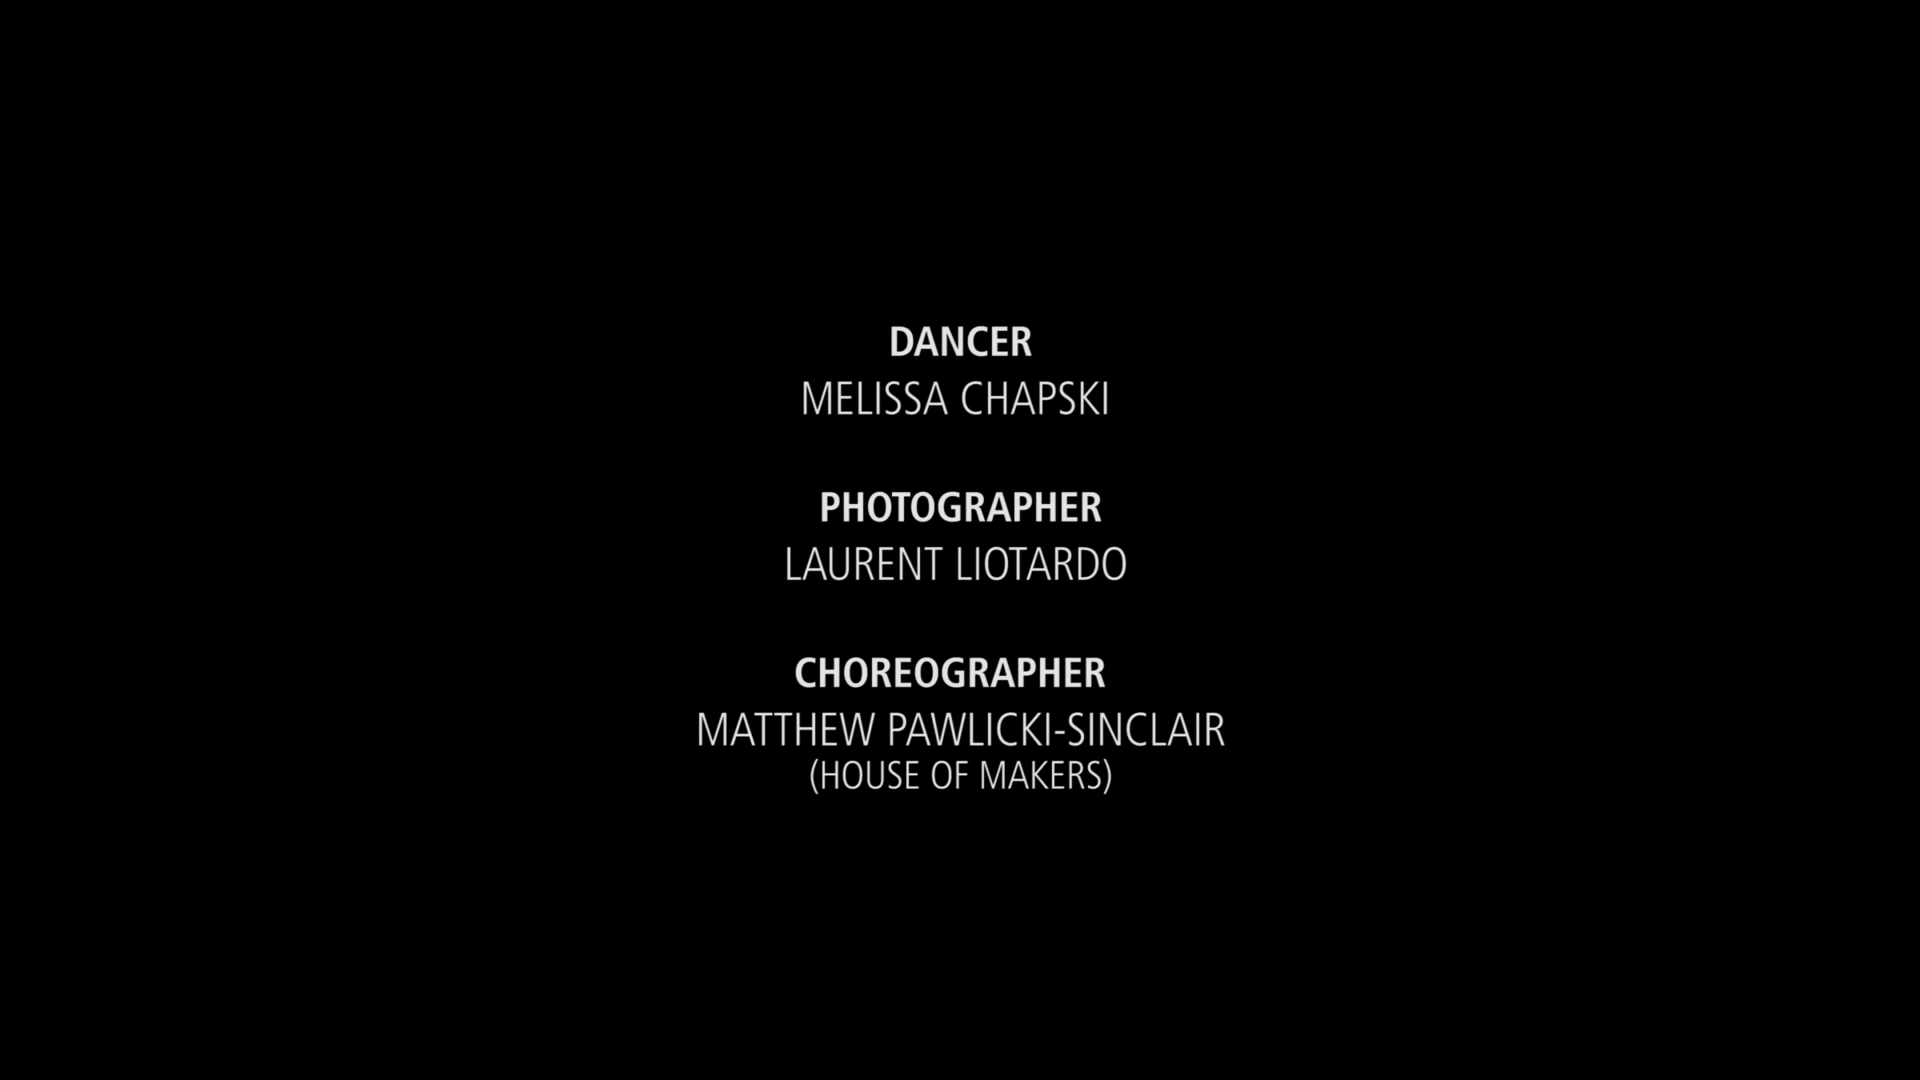 DANCER
MELISSA CHAPSKI
PHOTOGRAPHER
LAURENT LIOTARDO
CHOREOGRAPHER
MATTHEW PAWLICKI-SINCLAIR
(HOUSE OF MAKERS)